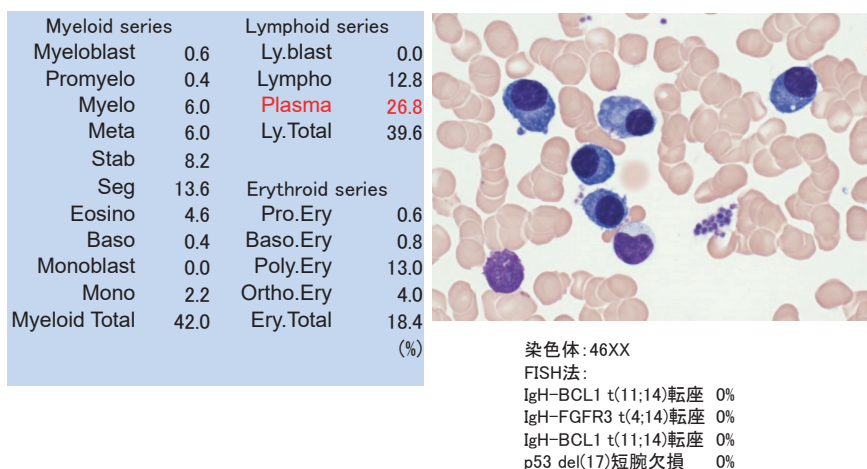 Myeloid series Lymphoid series
Myeloblast 0.6 Ly.blast 0.0
Promyelo 0.4 Lympho 12.8
Myelo 6.0 Plasma 26.8
Meta 6.0 Ly.Total 39.6
Stab 8.2
Seg 13.6 Erythroid series
Eosino 4.6 Pro.Ery 0.6
Baso 0.4 Baso.Ery 0.8
Monoblast 0.0 Poly.Ery 13.0
Mono 2.2 Ortho.Ery 4.0
Myeloid Total 42.0 Ery.Total 18.4
(%)
染色体：46XX
FISH法：
IgH-BCL1 t(11;14)転座 0%
IgH-FGFR3 t(4;14)転座 0%
IgH-BCL1 t(11;14)転座 0%
p53 del(17)短腕欠損 0%